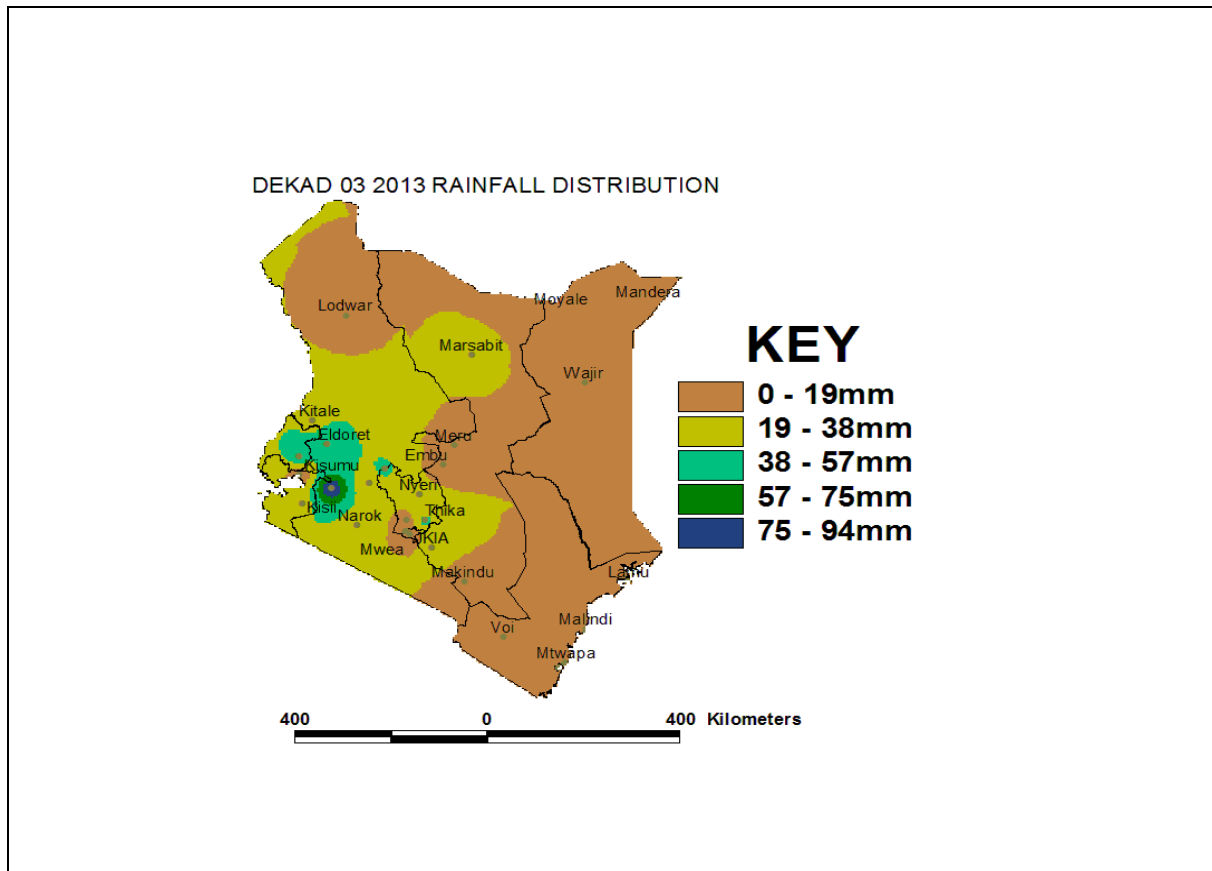 DEKAD 03 2013 RAINFALL DISTRIBUTION
Lodwar
Moyale
Mandera
Marsabit
Wajir
Kitale
Eldoret
Meru
Kisumu
Embu
Nyeri
Kisii
Thika
Narok
JKIA
Mwea
Makindu
Lamu
Malindi
Voi
Mtwapa
KEY
0 - 19mm
19 - 38mm
38 - 57mm
57 - 75mm
75 - 94mm
400 0 400 Kilometers